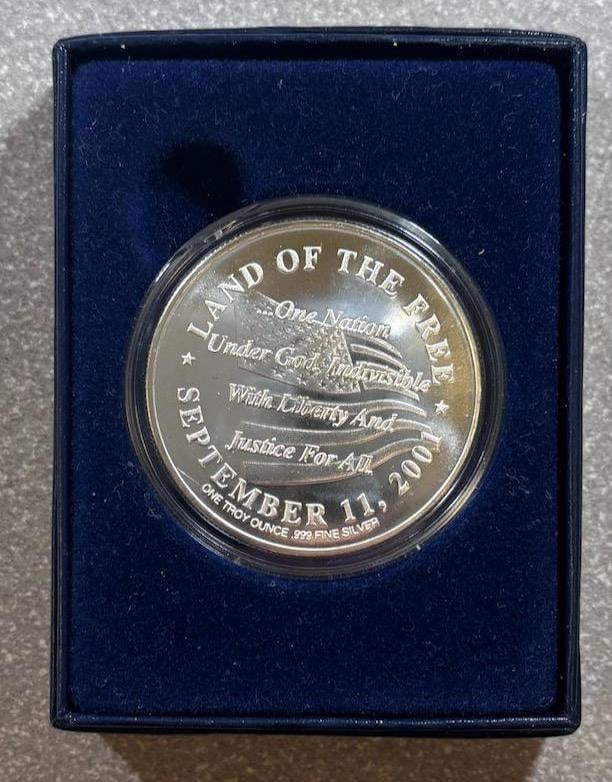 LAND OF THE FREE
...One Nation
Under God, Indivisible
With Liberty And
Justice For All
★ SEPTEMBER 11, 2001 ★
ONE TROY OUNCE .999 FINE SILVER